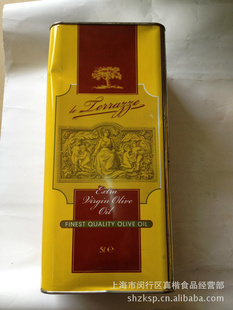 le Terrazze
Extra
Virgin Olive
Oil
FINEST QUALITY OLIVE OIL
5l e
上海市闵行区真楷食品经营部
shzksp.cn.alibaba.com